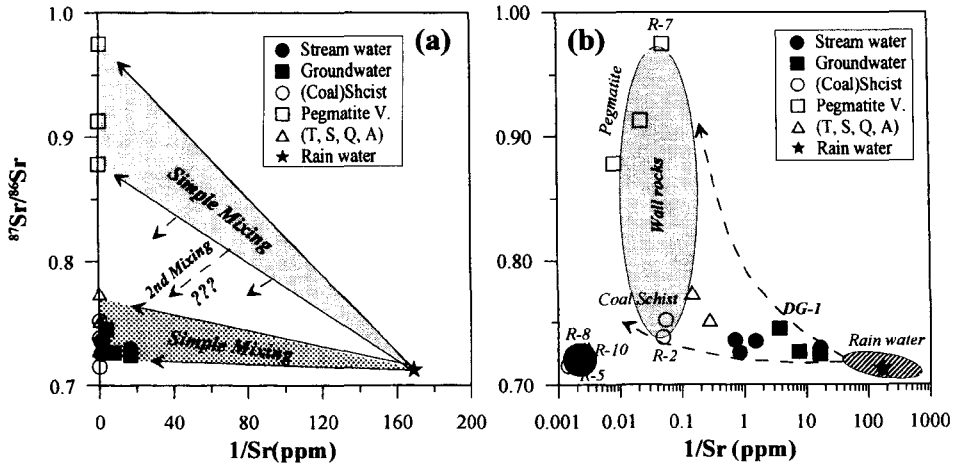 (a)
⁸⁷Sr/⁸⁶Sr
1.0
0.9
0.8
0.7
0
40
80
120
160
200
1/Sr(ppm)
Stream water
Groundwater
(Coal)Shcist
Pegmatite V.
(T, S, Q, A)
Rain water
Simple Mixing
2nd Mixing
???
Simple Mixing
(b)
1.00
0.90
0.80
0.70
0.001
0.01
0.1
1
10
100
1000
1/Sr (ppm)
R-7
Stream water
Groundwater
(Coal)Shcist
Pegmatite V.
(T, S, Q, A)
Rain water
Pegmatite
Wall rocks
Coal Schist
DG-1
Rain water
R-8
R-10
R-2
R-5